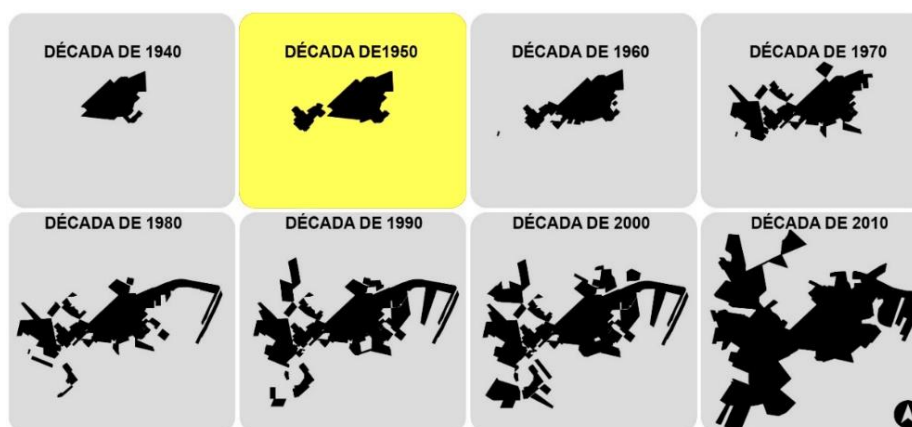 DÉCADA DE 1940
DÉCADA DE1950
DÉCADA DE 1960
DÉCADA DE 1970
DÉCADA DE 1980
DÉCADA DE 1990
DÉCADA DE 2000
DÉCADA DE 2010